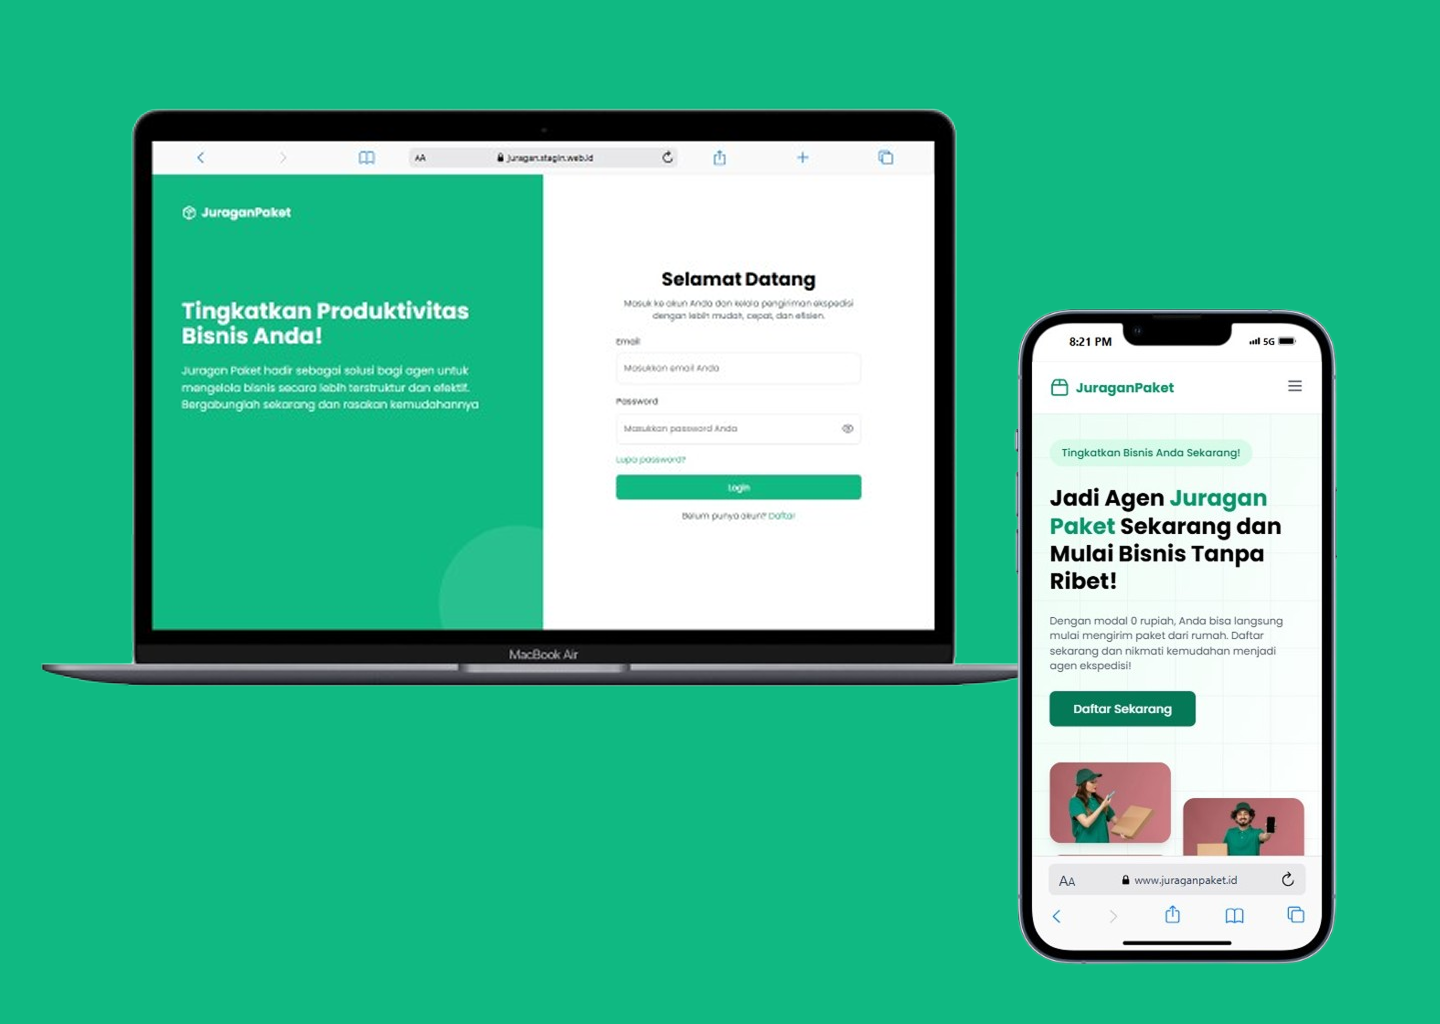 AA
juragan.stagin.web.id
JuraganPaket
Tingkatkan Produktivitas
Bisnis Anda!
Juragan Paket hadir sebagai solusi bagi agen untuk
mengelola bisnis secara lebih terstruktur dan efektif.
Bergabunglah sekarang dan rasakan kemudahannya
Selamat Datang
Masuk ke akun Anda dan kelola pengiriman ekspedisi
dengan lebih mudah, cepat, dan efisien.
Email
Masukkan email Anda
Password
Masukkan password Anda
Lupa password?
Login
Belum punya akun? Daftar
MacBook Air
8:21 PM
5G
JuraganPaket
Tingkatkan Bisnis Anda Sekarang!
Jadi Agen Juragan
Paket Sekarang dan
Mulai Bisnis Tanpa
Ribet!
Dengan modal 0 rupiah, Anda bisa langsung
mulai mengirim paket dari rumah. Daftar
sekarang dan nikmati kemudahan menjadi
agen ekspedisi!
Daftar Sekarang
AA
www.juraganpaket.id